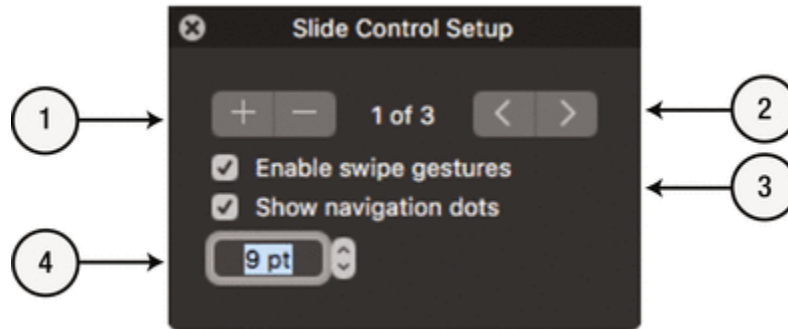 Slide Control Setup
1
+ − 1 of 3 < >
2
Enable swipe gestures
3
Show navigation dots
4
9 pt